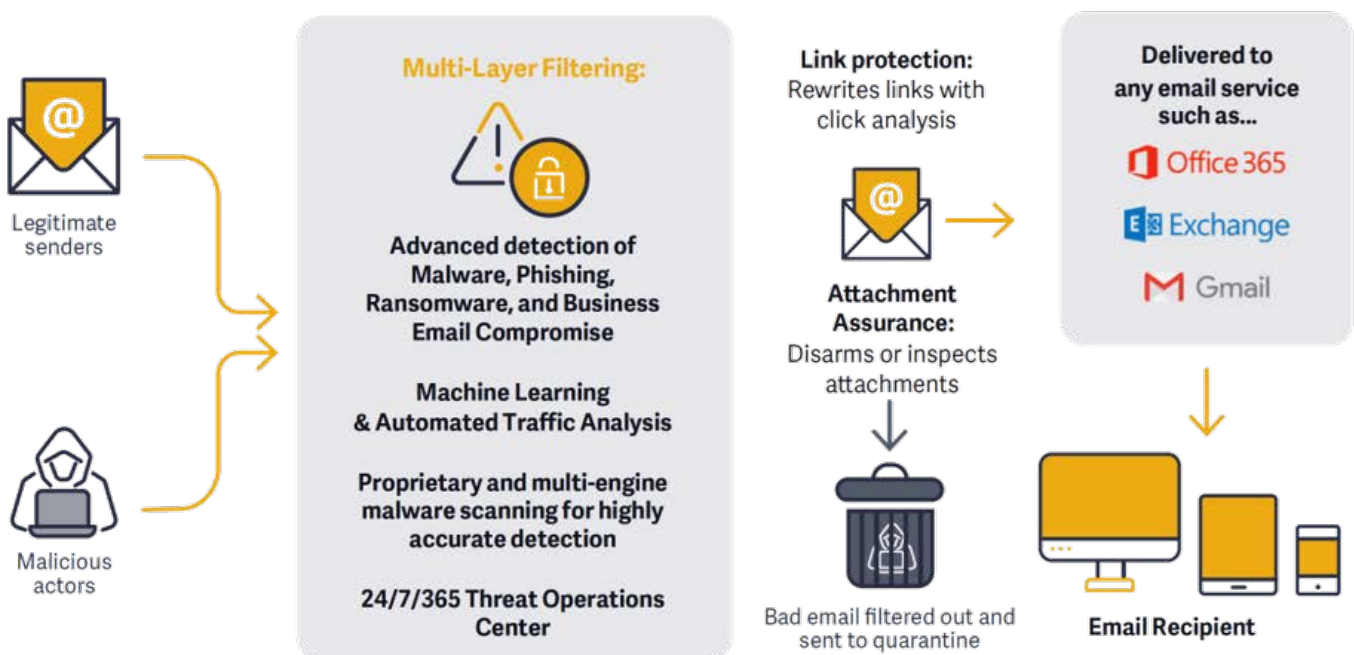 @
Legitimate
senders
Malicious
actors
Multi-Layer Filtering:
Advanced detection of
Malware, Phishing,
Ransomware, and Business
Email Compromise
Machine Learning
& Automated Traffic Analysis
Proprietary and multi-engine
malware scanning for highly
accurate detection
24/7/365 Threat Operations
Center
Link protection:
Rewrites links with
click analysis
@
Attachment
Assurance:
Disarms or inspects
attachments
Bad email filtered out and
sent to quarantine
Delivered to
any email service
such as...
Office 365
E Exchange
Gmail
Email Recipient